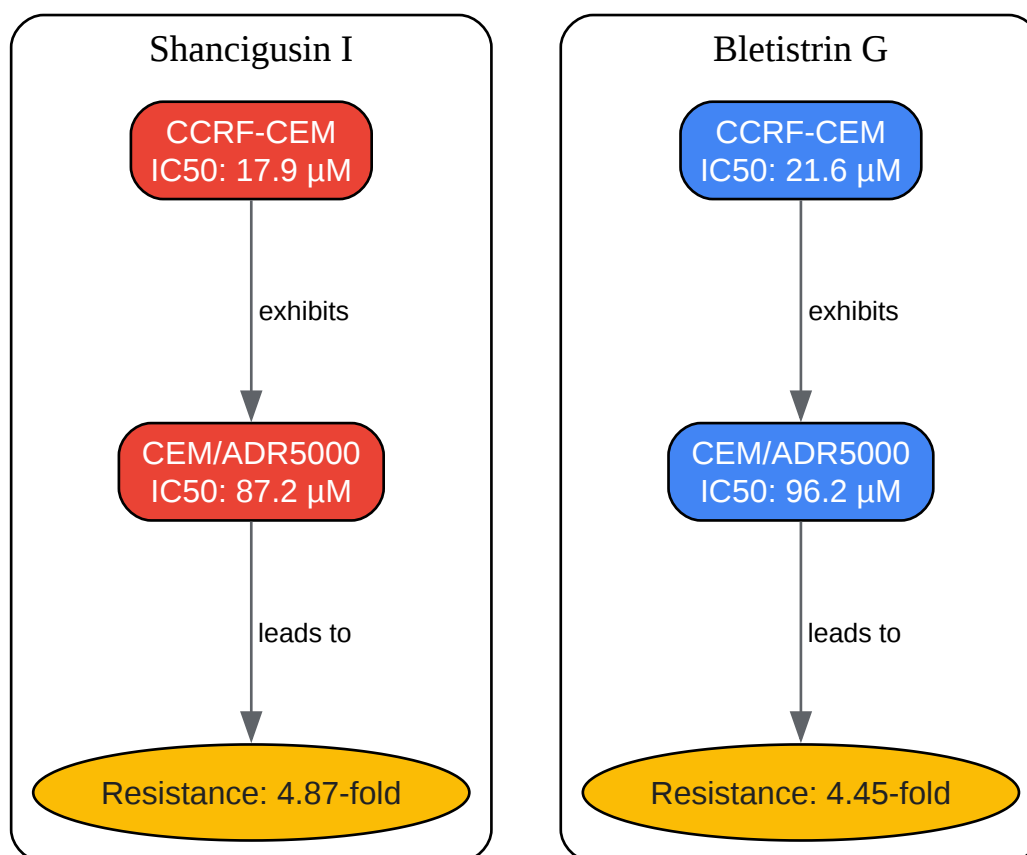 Shancigusin I
CCRF-CEM
IC50: 17.9 µM
exhibits
CEM/ADR5000
IC50: 87.2 µM
leads to
Resistance: 4.87-fold
Bletistrin G
CCRF-CEM
IC50: 21.6 µM
exhibits
CEM/ADR5000
IC50: 96.2 µM
leads to
Resistance: 4.45-fold